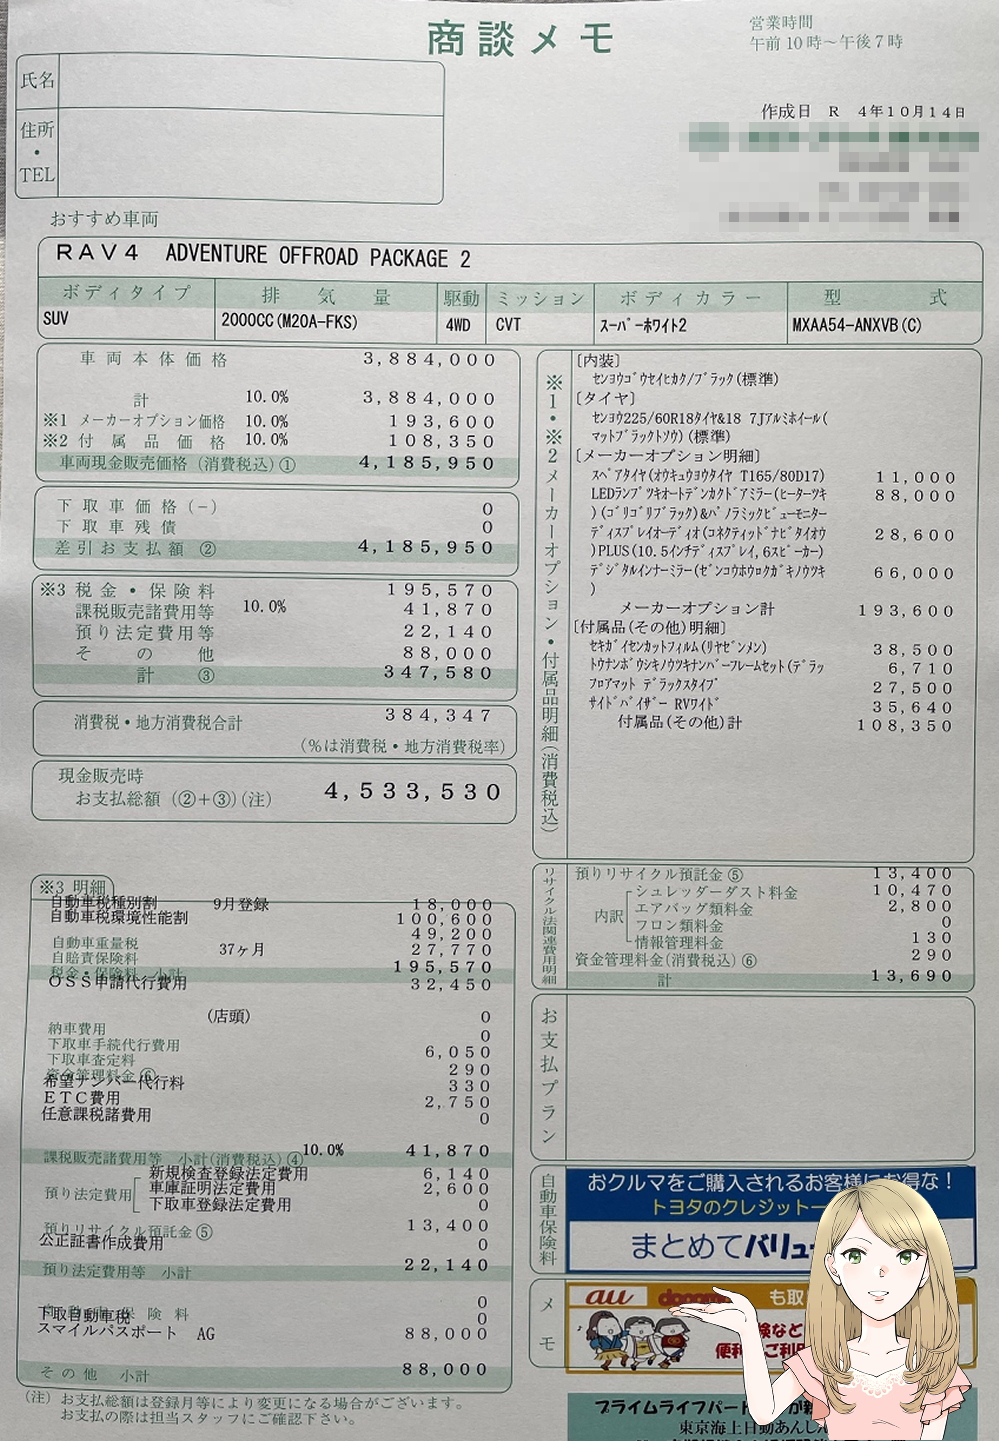 商談メモ
営業時間
午前10時～午後7時
氏名
住所
・
TEL
作成日 R 4年10月14日
おすすめ車両
RAV4 ADVENTURE OFFROAD PACKAGE 2
ボディタイプ 排気量 駆動 ミッション ボディカラー 型式
SUV 2000CC(M20A-FKS) 4WD CVT スーパーホワイト2 MXAA54-ANXVB(C)
車両本体価格 3,884,000
計 10.0% 3,884,000
※1 メーカーオプション価格 10.0% 193,600
※2 付属品価格 10.0% 108,350
車両現金販売価格(消費税込)① 4,185,950
下取車価格(-) 0
下取車残債 0
差引お支払額 ② 4,185,950
※3 税金・保険料 195,570
課税販売諸費用等 10.0% 41,870
預り法定費用等 22,140
その他 88,000
計 ③ 347,580
消費税・地方消費税合計 384,347
(%は消費税・地方消費税率)
現金販売時
お支払総額(②+③)(注) 4,533,530
※1・※2メーカーオプション・付属品明細(消費税込)
[内装]
センヨウゴウセイヒカク/ブラック(標準)
[タイヤ]
センヨウ225/60R18タイヤ&18 7Jアルミホイール(
マットブラックトソウ)(標準)
[メーカーオプション明細]
スペアタイヤ(オウキュウヨウタイヤ T165/80D17) 11,000
LEDランプツキオートデンカクドアミラー(ヒーターツキ 88,000
)(ゴリゴリブラック)&パノラミックビューモニター
ディスプレイオーディオ(コネクティッドナビタイオウ 28,600
)PLUS(10.5インチディスプレイ,6スピーカー)
デジタルインナーミラー(ゼンコウホウロクガキノウツキ 66,000
)
メーカーオプション計 193,600
[付属品(その他)明細]
セキガイセンカットフィルム(リヤゼンメン) 38,500
トウナンボウシキノウツキナンバーフレームセット(デラッ 6,710
フロアマット デラックスタイプ 27,500
サイドバイザー RVワイド 35,640
付属品(その他)計 108,350
※3 明細
自動車税種別割 9月登録 18,000
自動車税環境性能割 100,600
自動車重量税 49,200
自賠責保険料 37ヶ月 27,770
税金・保険料 小計 195,570
OSS申請代行費用 32,450
納車費用 (店頭) 0
下取車手続代行費用 0
下取車査定料 6,050
資金管理料金⑥ 290
希望ナンバー代行料 330
ETC費用 2,750
任意課税諸費用 0
課税販売諸費用等 小計(消費税込)④ 10.0% 41,870
預り法定費用
新規検査登録法定費用 6,140
車庫証明法定費用 2,600
下取車登録法定費用 0
預りリサイクル預託金⑤ 13,400
公正証書作成費用 0
預り法定費用等 小計 22,140
保険料 0
下取自動車税 0
スマイルパスポート AG 88,000
その他 小計 88,000
(注) お支払総額は登録月等により変更になる場合がございます。
お支払の際は担当スタッフにご確認下さい。
リサイクル法関連費用明細
預りリサイクル預託金⑤ 13,400
内訳
シュレッダーダスト料金 10,470
エアバッグ類料金 2,800
フロン類料金 0
情報管理料金 130
資金管理料金(消費税込)⑥ 290
計 13,690
お支払プラン
自動車保険料
おクルマをご購入されるお客様にお得な!
トヨタのクレジット
まとめてバリュー
メモ
au docomo も取
険など
便利 ご利用
プライムライフパート
東京海上日動あんしん